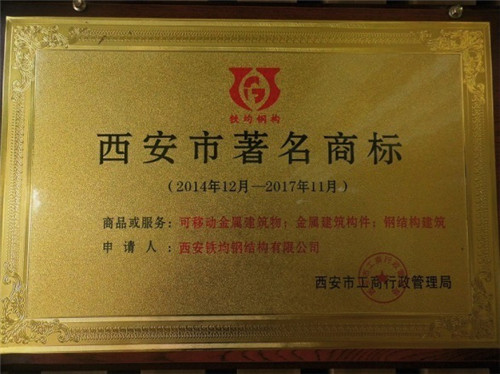 铁均钢构
西安市著名商标
（2014年12月—2017年11月）
商品或服务：可移动金属建筑物；金属建筑构件；钢结构建筑
申请人：西安铁均钢结构有限公司
西安市工商行政管理局